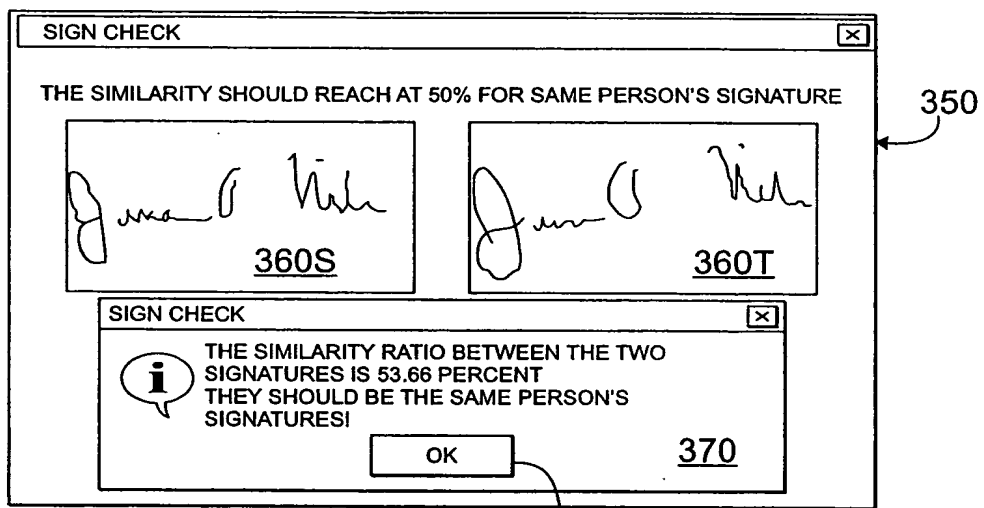 SIGN CHECK
THE SIMILARITY SHOULD REACH AT 50% FOR SAME PERSON'S SIGNATURE
350
360S
360T
SIGN CHECK
THE SIMILARITY RATIO BETWEEN THE TWO
SIGNATURES IS 53.66 PERCENT
THEY SHOULD BE THE SAME PERSON'S
SIGNATURES!
OK
370